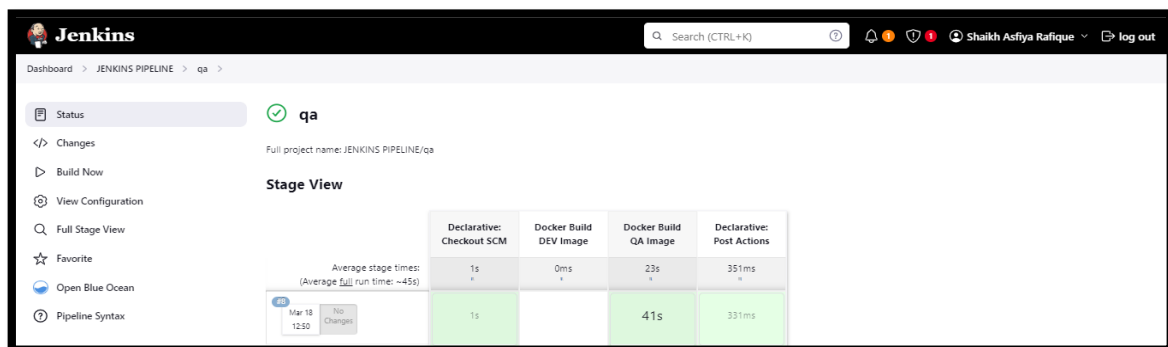 Jenkins
Search (CTRL+K)
1
1
Shaikh Asfiya Rafique
log out
Dashboard > JENKINS PIPELINE > qa >
Status
Changes
Build Now
View Configuration
Full Stage View
Favorite
Open Blue Ocean
Pipeline Syntax
qa
Full project name: JENKINS PIPELINE/qa
Stage View
Declarative:
Checkout SCM
Docker Build
DEV Image
Docker Build
QA Image
Declarative:
Post Actions
Average stage times:
(Average full run time: ~45s)
1s
0ms
23s
351ms
#8
Mar 18
12:50
No
Changes
1s
41s
331ms